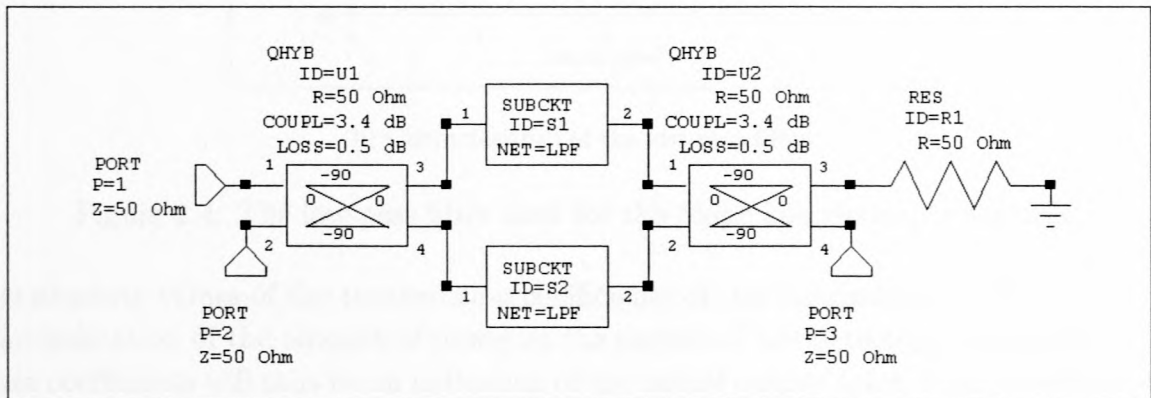 QHYB
ID=U1
R=50 Ohm
COUPL=3.4 dB
LOSS=0.5 dB
QHYB
ID=U2
R=50 Ohm
COUPL=3.4 dB
LOSS=0.5 dB
1
SUBCKT
ID=S1
NET=LPF
2
RES
ID=R1
R=50 Ohm
PORT
P=1
Z=50 Ohm
1
-90
0
0
-90
3
2
4
1
-90
0
0
-90
3
2
4
1
SUBCKT
ID=S2
NET=LPF
2
PORT
P=2
Z=50 Ohm
PORT
P=3
Z=50 Ohm